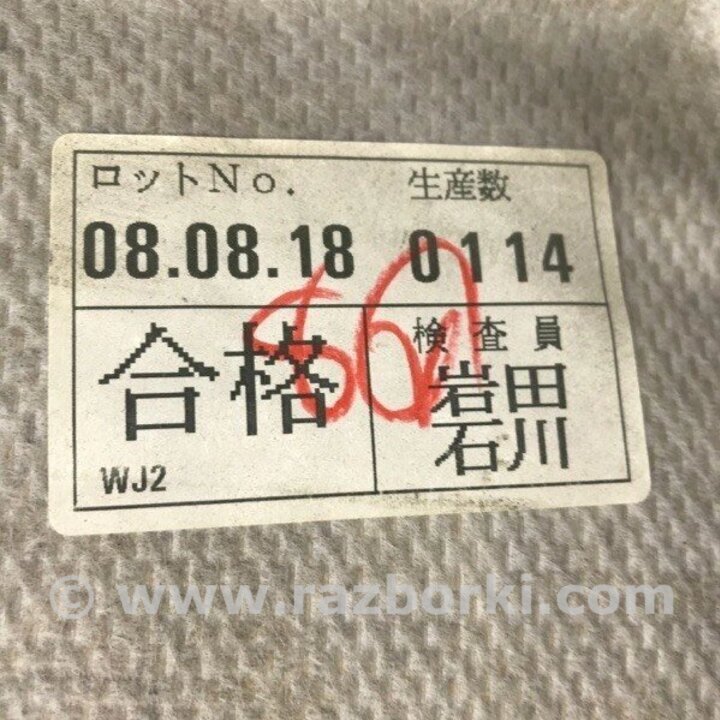 ロットNo. 生産数
08.08.18 0114
合格 検査員
岩田
石川
WJ2
© www.razborki.com